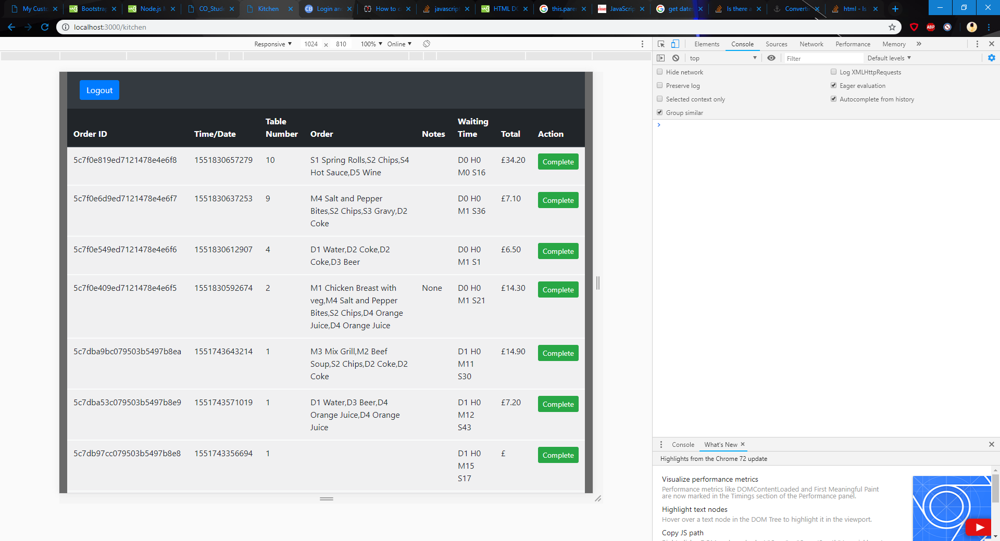 My Custo
Bootstrap
Node.js
CO_Stud
Kitchen
Login an
How to c
javascrip
HTML D
this.pare
JavaScrip
get date
Is there a
Converti
html - Is
localhost:3000/kitchen
ABP
Responsive 1024 x 810 100% Online
Elements Console Sources Network Performance Memory
top Filter Default levels
Hide network Log XMLHttpRequests
Preserve log Eager evaluation
Selected context only Autocomplete from history
Group similar
Logout
Order ID Time/Date Table Number Order Notes Waiting Time Total Action
5c7f0e819ed7121478e4e6f8 1551830657279 10 S1 Spring Rolls,S2 Chips,S4 D0 H0 £34.20 Complete
Hot Sauce,D5 Wine M0 S16
5c7f0e6d9ed7121478e4e6f7 1551830637253 9 M4 Salt and Pepper D0 H0 £7.10 Complete
Bites,S2 Chips,S3 Gravy,D2 M1 S36
Coke
5c7f0e549ed7121478e4e6f6 1551830612907 4 D1 Water,D2 Coke,D2 D0 H0 £6.50 Complete
Coke,D3 Beer M1 S1
5c7f0e409ed7121478e4e6f5 1551830592674 2 M1 Chicken Breast with None D0 H0 £14.30 Complete
veg,M4 Salt and Pepper M1 S21
Bites,S2 Chips,D4 Orange
Juice,D4 Orange Juice
5c7dba9bc079503b5497b8ea 1551743643214 1 M3 Mix Grill,M2 Beef D1 H0 £14.90 Complete
Soup,S2 Chips,D2 Coke,D2 M11
Coke S30
5c7dba53c079503b5497b8e9 1551743571019 1 D1 Water,D3 Beer,D4 D1 H0 £7.20 Complete
Orange Juice,D4 Orange M12
Juice S43
5c7db97cc079503b5497b8e8 1551743356694 1 D1 H0 £ Complete
M15
S17
Console What's New
Highlights from the Chrome 72 update
Visualize performance metrics
Performance metrics like DOMContentLoaded and First Meaningful Paint
are now marked in the Timings section of the Performance panel.
Highlight text nodes
Hover over a text node in the DOM Tree to highlight it in the viewport.
Copy JS path